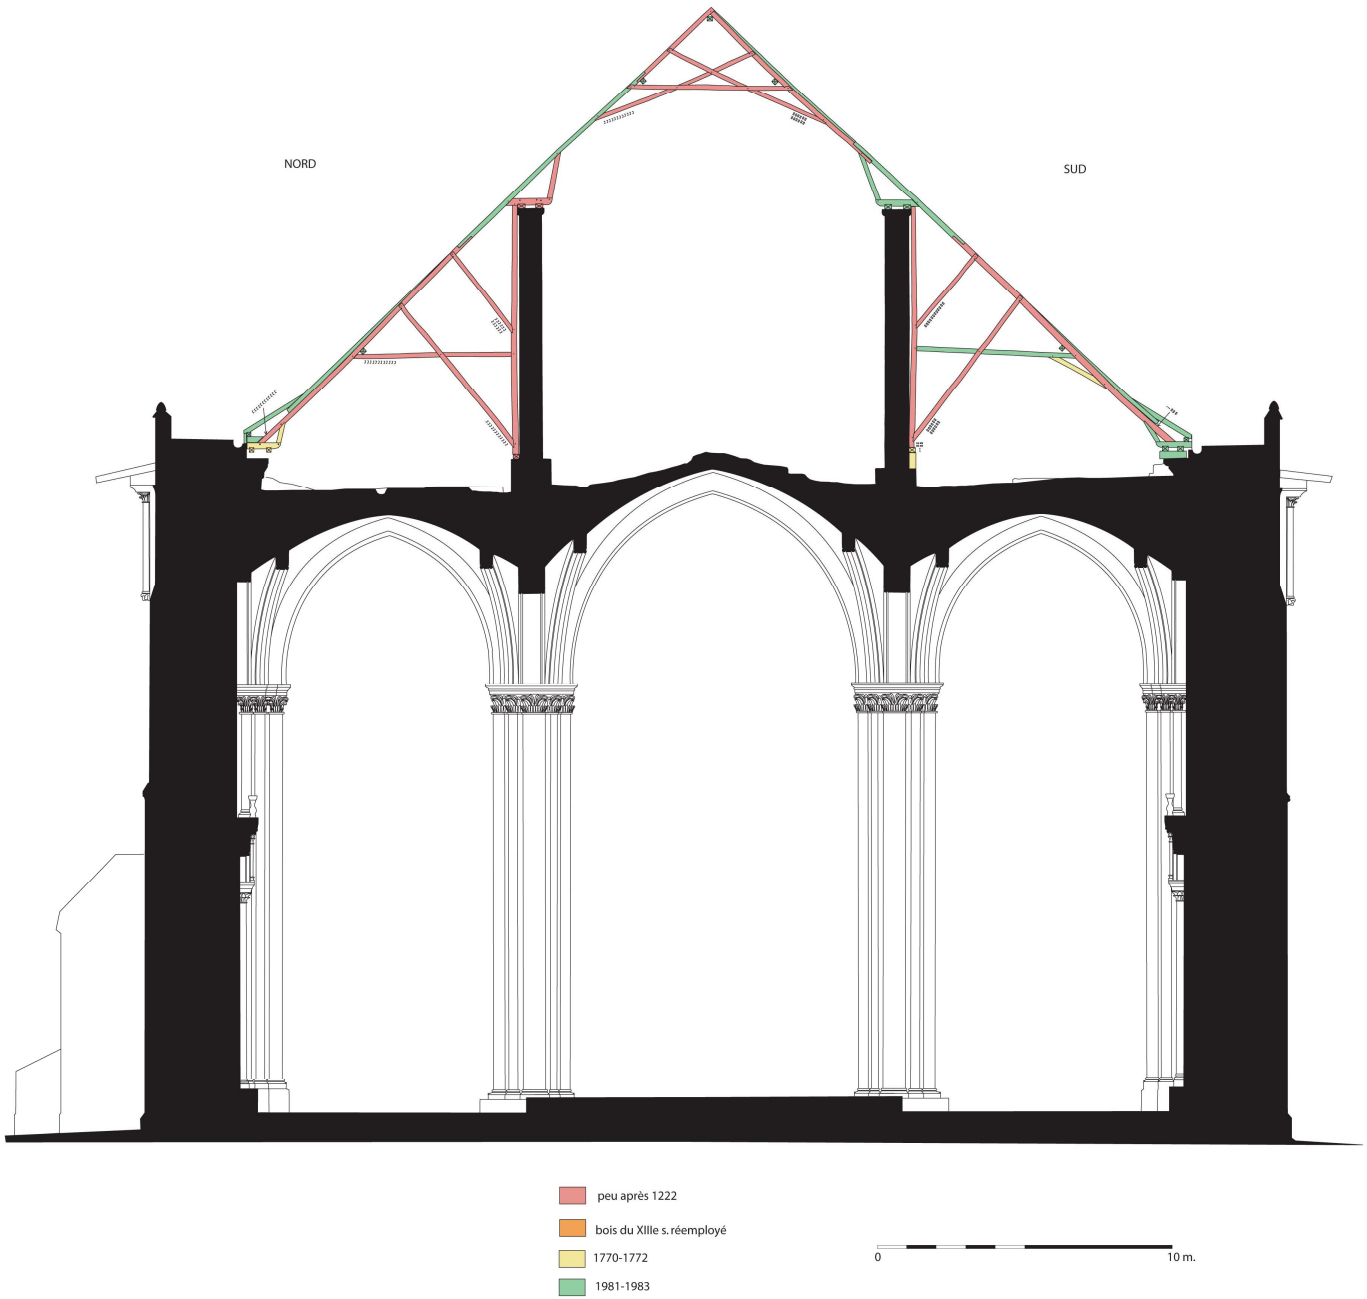 NORD
SUD
peu après 1222
bois du XIIIe s. réemployé
1770-1772
1981-1983
0 10 m.